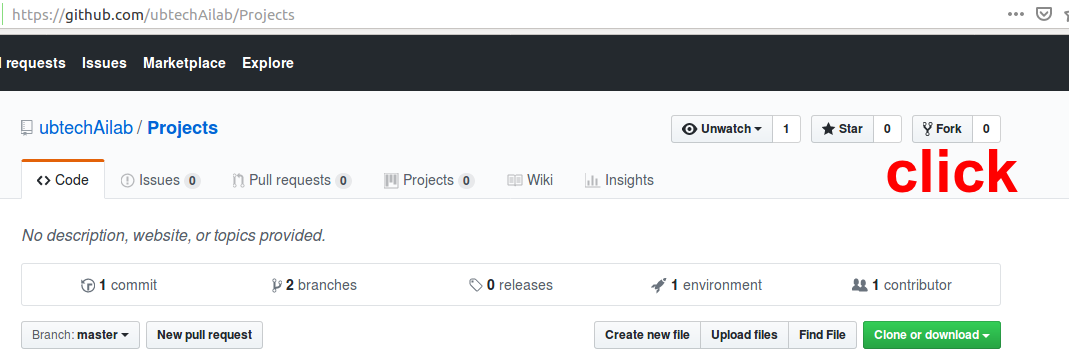 https://github.com/ubtechAilab/Projects
requests Issues Marketplace Explore
ubtechAilab / Projects Unwatch 1 Star 0 Fork 0
click
Code Issues 0 Pull requests 0 Projects 0 Wiki Insights
No description, website, or topics provided.
1 commit 2 branches 0 releases 1 environment 1 contributor
Branch: master New pull request Create new file Upload files Find File Clone or download